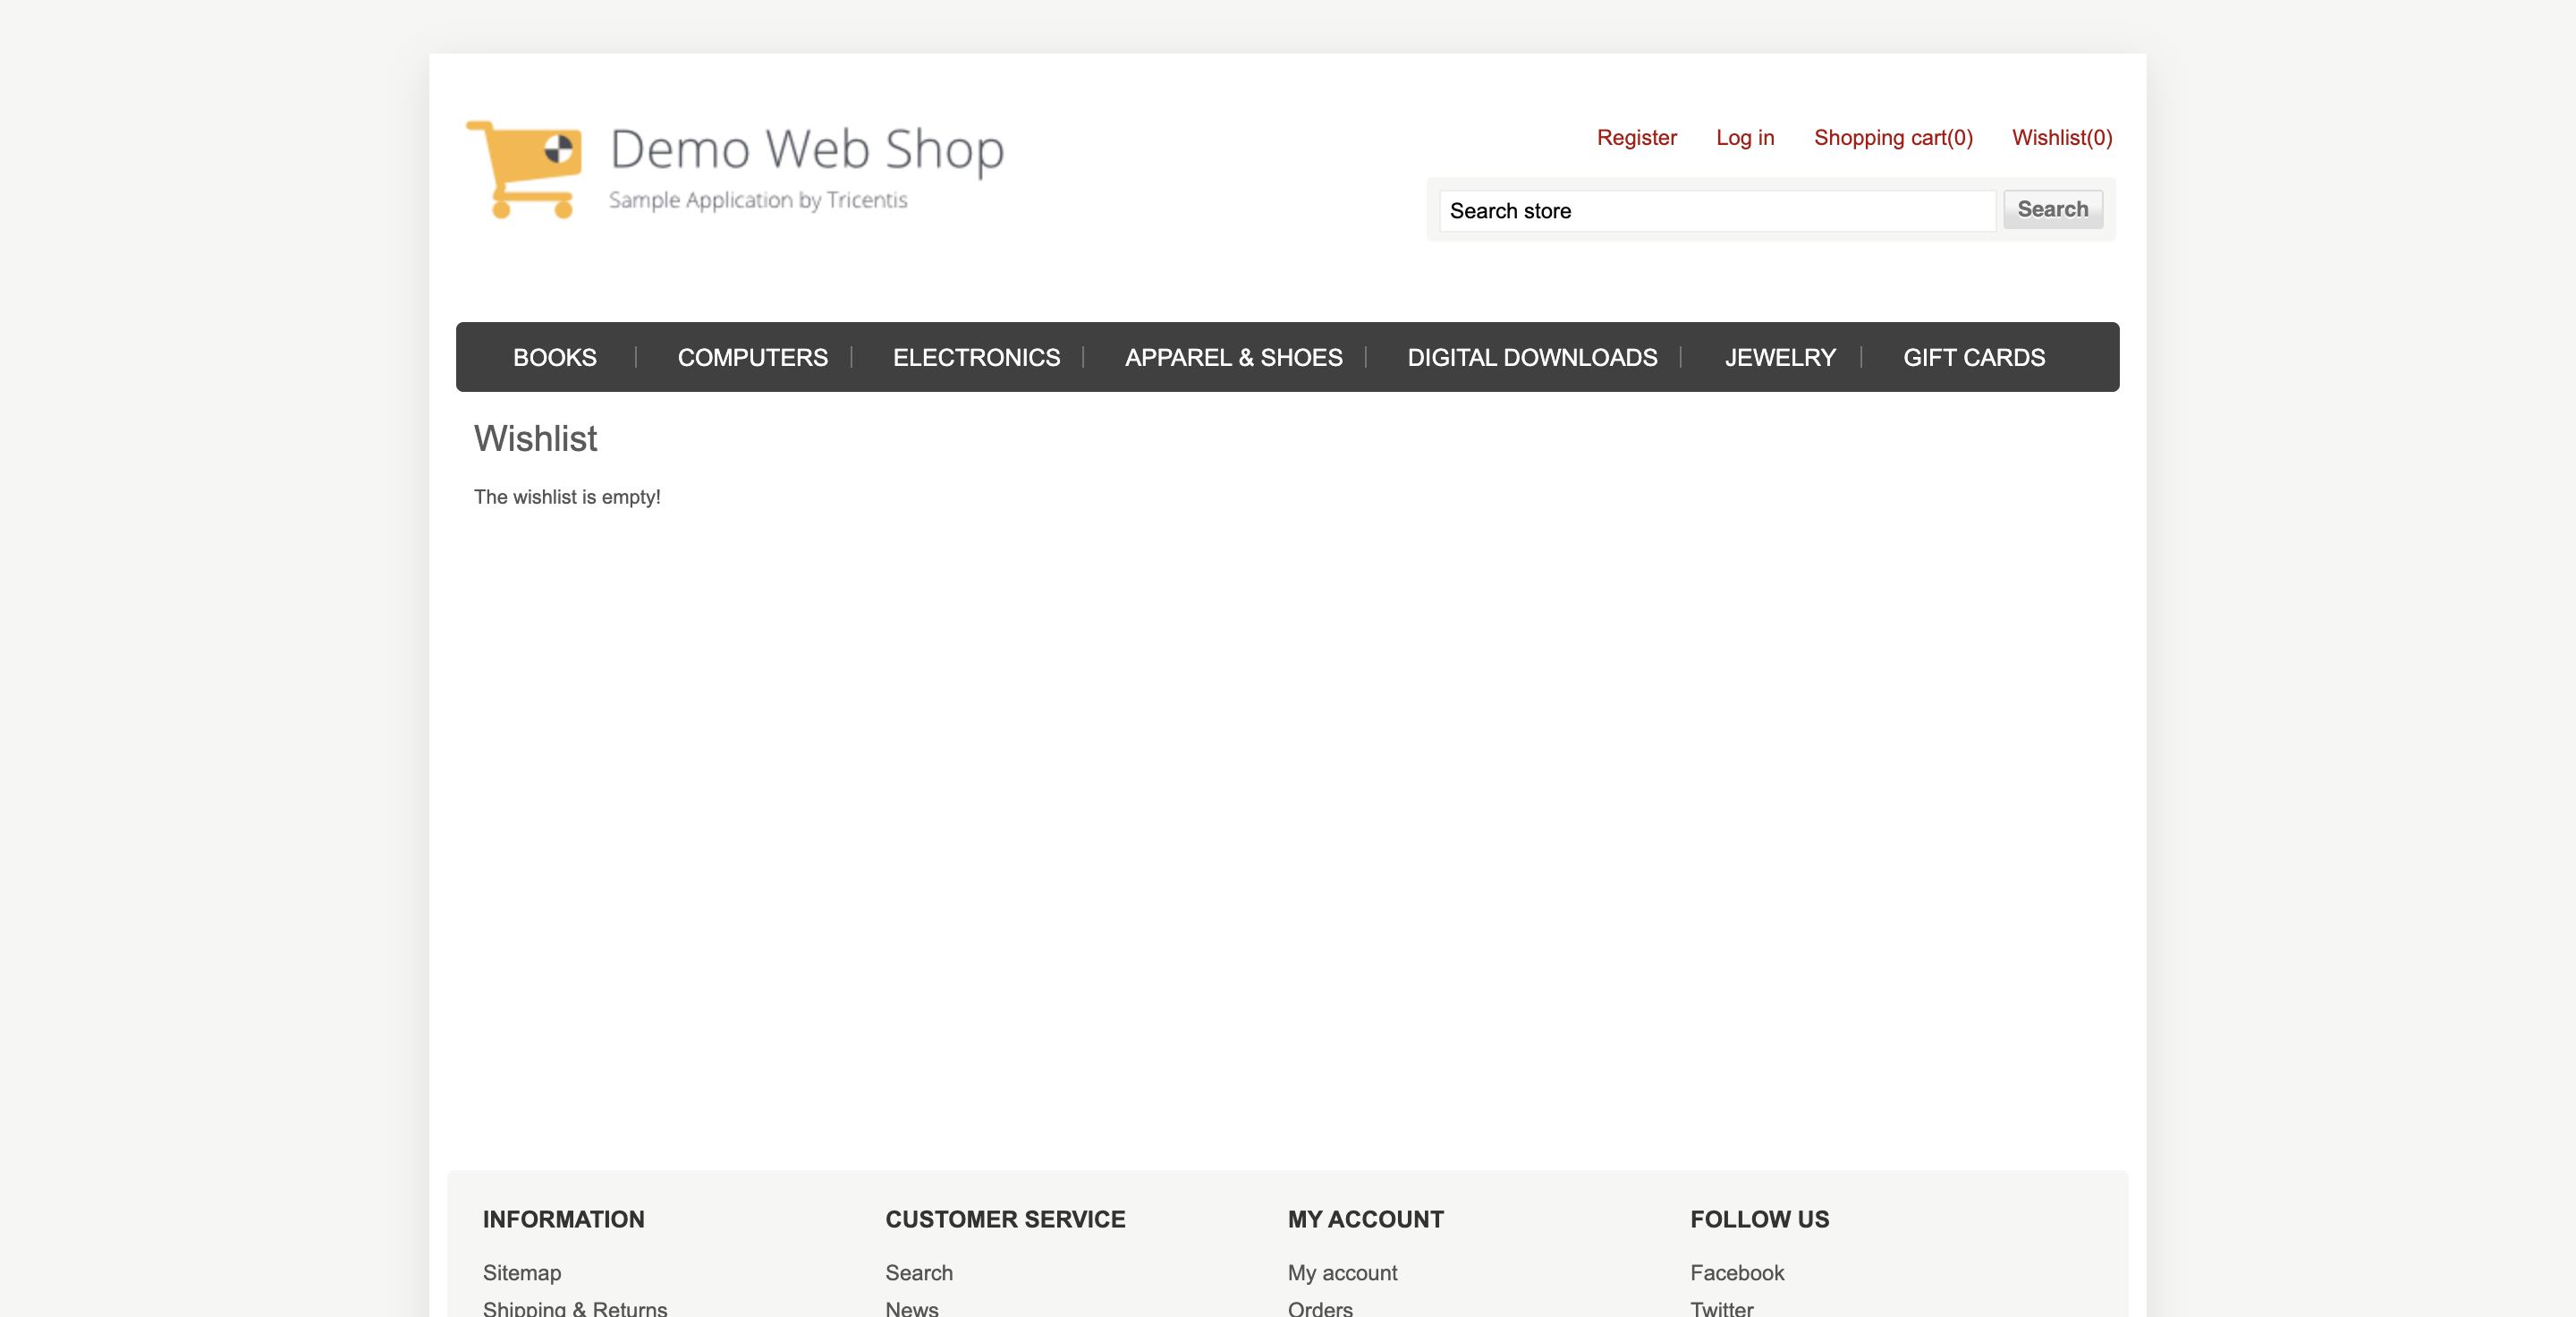 Demo Web Shop
Sample Application by Tricentis
Register Log in Shopping cart(0) Wishlist(0)
Search store Search
BOOKS COMPUTERS ELECTRONICS APPAREL & SHOES DIGITAL DOWNLOADS JEWELRY GIFT CARDS
Wishlist
The wishlist is empty!
INFORMATION CUSTOMER SERVICE MY ACCOUNT FOLLOW US
Sitemap Search My account Facebook
Shipping & Returns News Orders Twitter